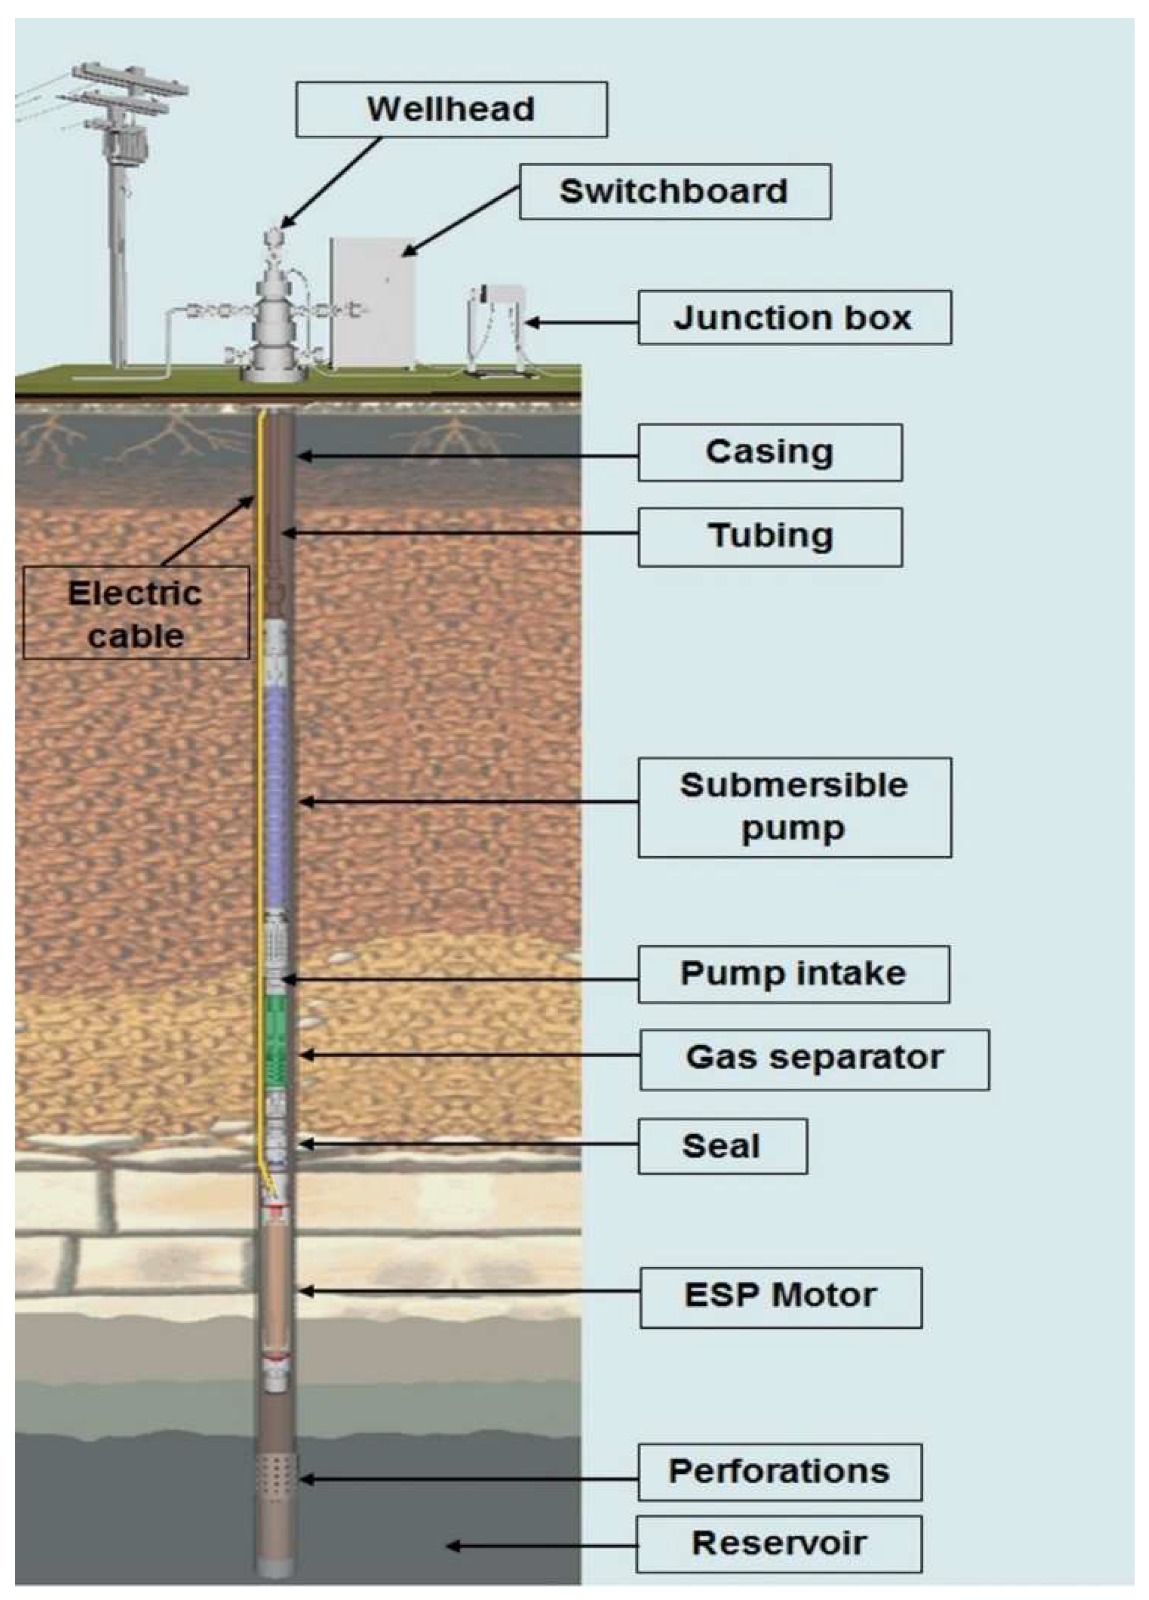 Wellhead
Switchboard
Junction box
Casing
Tubing
Electric
cable
Submersible
pump
Pump intake
Gas separator
Seal
ESP Motor
Perforations
Reservoir